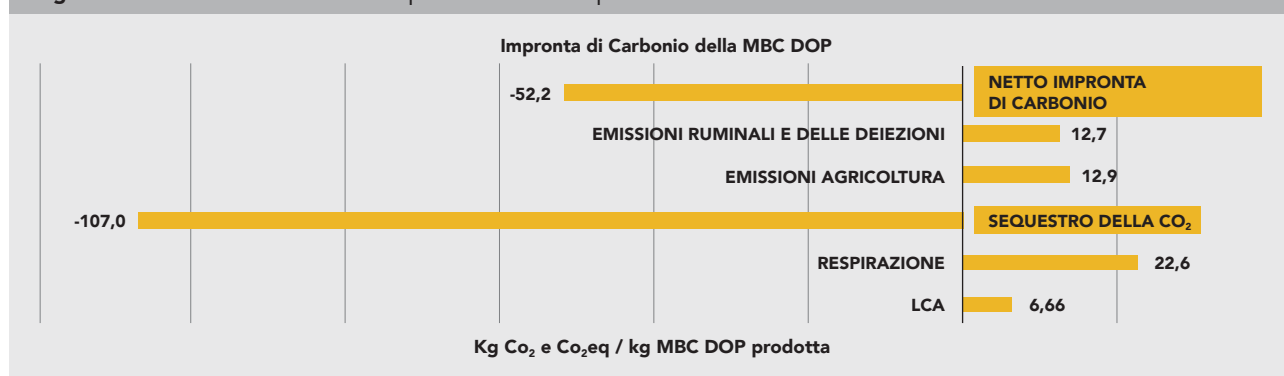 Impronta di Carbonio della MBC DOP
-52,2 NETTO IMPRONTA
DI CARBONIO
EMISSIONI RUMINALI E DELLE DEIEZIONI 12,7
EMISSIONI AGRICOLTURA 12,9
-107,0 SEQUESTRO DELLA CO₂
RESPIRAZIONE 22,6
LCA 6,66
Kg Co₂ e Co₂eq / kg MBC DOP prodotta